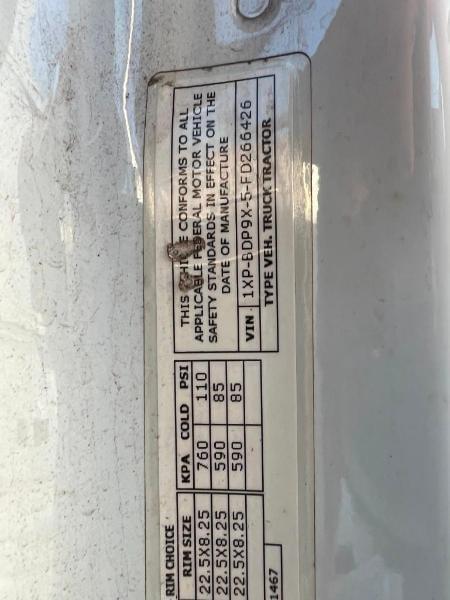 THIS VEHICLE CONFORMS TO ALL
APPLICABLE FEDERAL MOTOR VEHICLE
SAFETY STANDARDS IN EFFECT ON THE
DATE OF MANUFACTURE
VIN 1XP-BDP9X-5-FD266426
TYPE VEH. TRUCK TRACTOR
RIM CHOICE
RIM SIZE KPA COLD PSI
22.5X8.25 760 110
22.5X8.25 590 85
22.5X8.25 590 85
1467